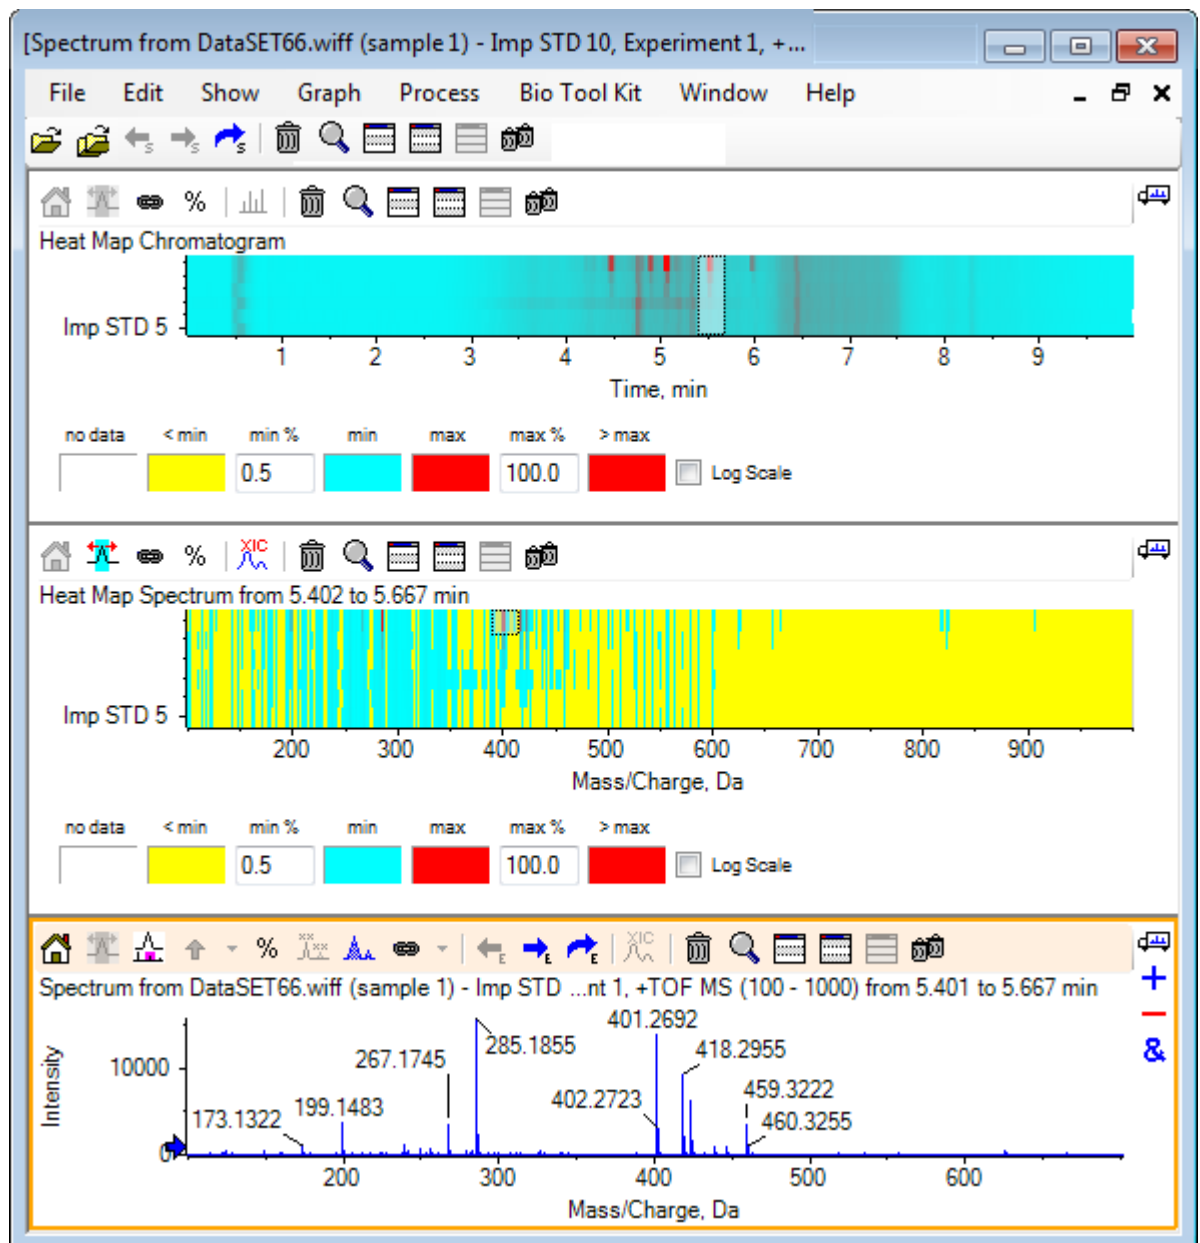 [Spectrum from DataSET66.wiff (sample 1) - Imp STD 10, Experiment 1, +...
File Edit Show Graph Process Bio Tool Kit Window Help
%
Heat Map Chromatogram
Imp STD 5
1 2 3 4 5 6 7 8 9
Time, min
no data < min min % min max max % > max
0.5 100.0 Log Scale
% XIC
Heat Map Spectrum from 5.402 to 5.667 min
Imp STD 5
200 300 400 500 600 700 800 900
Mass/Charge, Da
no data < min min % min max max % > max
0.5 100.0 Log Scale
% XIC
Spectrum from DataSET66.wiff (sample 1) - Imp STD ...nt 1, +TOF MS (100 - 1000) from 5.401 to 5.667 min
Intensity
10000
0
173.1322
199.1483
267.1745
285.1855
401.2692
402.2723
418.2955
459.3222
460.3255
200 300 400 500 600
Mass/Charge, Da
+
&